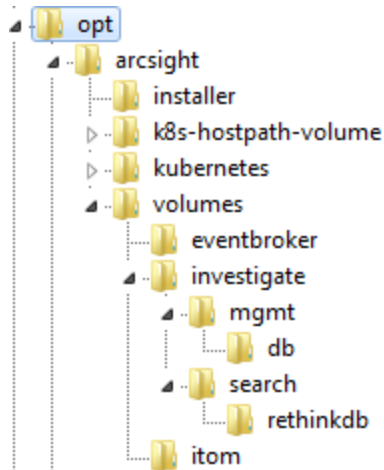 opt
arcsight
installer
k8s-hostpath-volume
kubernetes
volumes
eventbroker
investigate
mgmt
db
search
rethinkdb
itom